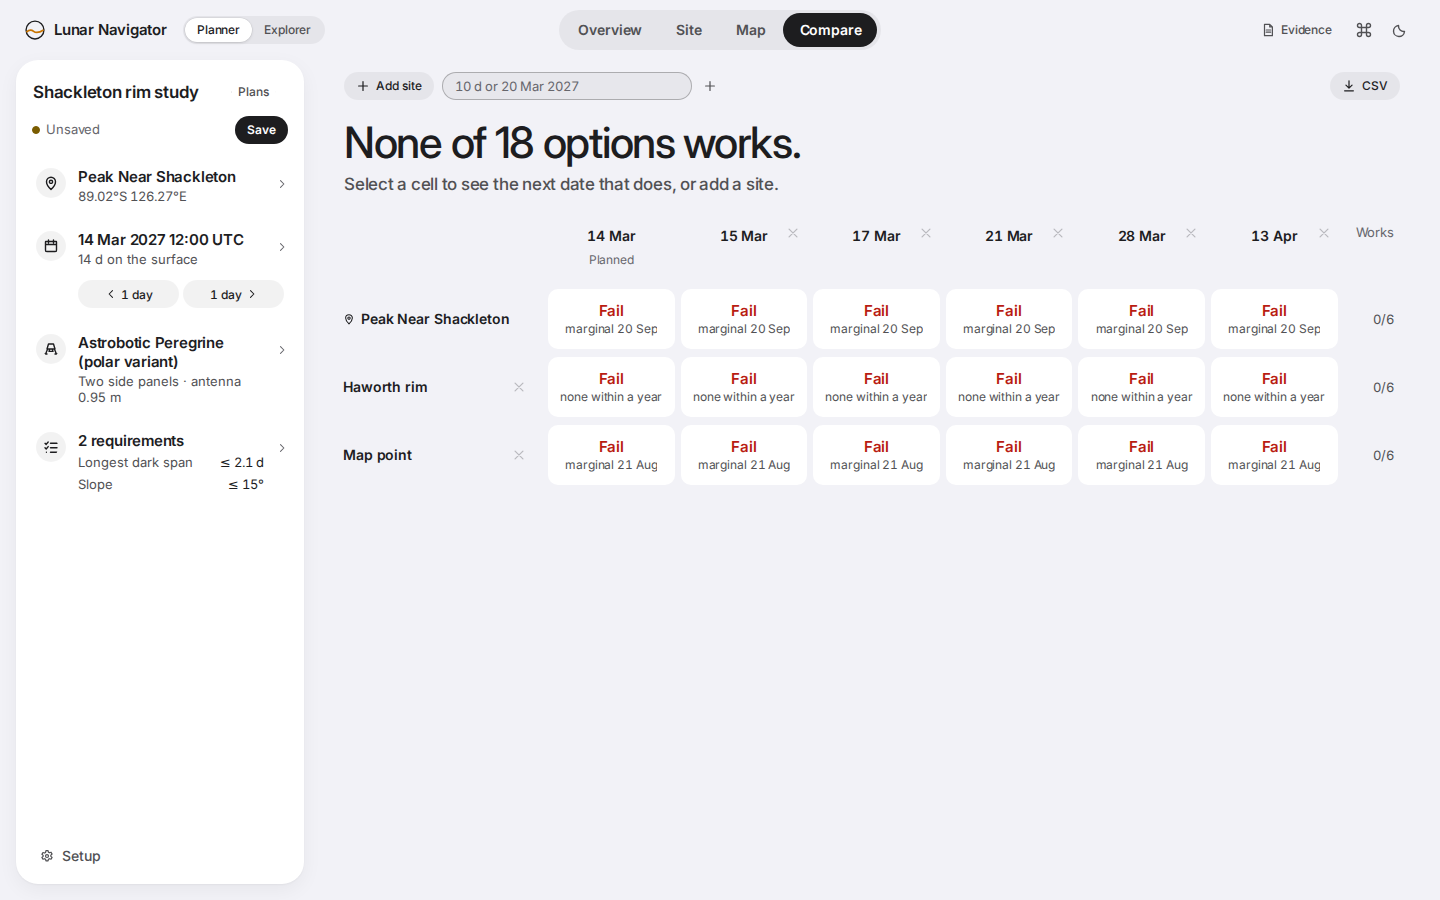 Lunar Navigator
Planner
Explorer
Overview
Site
Map
Compare
Evidence
Shackleton rim study
Plans
Unsaved
Save
Peak Near Shackleton
89.02°S 126.27°E
14 Mar 2027 12:00 UTC
14 d on the surface
1 day
1 day
Astrobotic Peregrine
(polar variant)
Two side panels · antenna
0.95 m
2 requirements
Longest dark span ≤ 2.1 d
Slope ≤ 15°
Setup
Add site
10 d or 20 Mar 2027
CSV
None of 18 options works.
Select a cell to see the next date that does, or add a site.
14 Mar 15 Mar 17 Mar 21 Mar 28 Mar 13 Apr Works
Planned
Peak Near Shackleton
Fail Fail Fail Fail Fail Fail
marginal 20 Sep marginal 20 Sep marginal 20 Sep marginal 20 Sep marginal 20 Sep marginal 20 Sep
0/6
Haworth rim
Fail Fail Fail Fail Fail Fail
none within a year none within a year none within a year none within a year none within a year none within a year
0/6
Map point
Fail Fail Fail Fail Fail Fail
marginal 21 Aug marginal 21 Aug marginal 21 Aug marginal 21 Aug marginal 21 Aug marginal 21 Aug
0/6